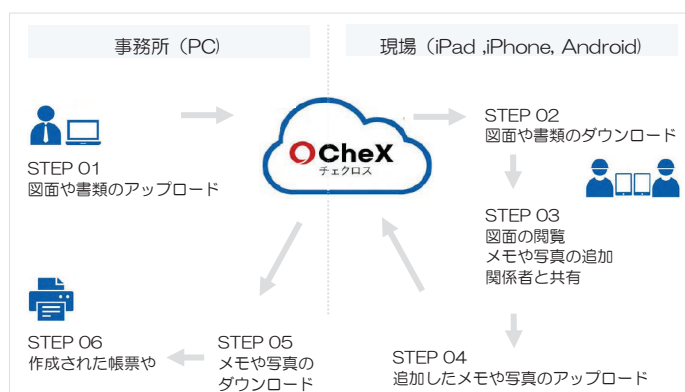 事務所（PC)
現場（iPad ,iPhone, Android)
STEP 01
図面や書類のアップロード
CheX
チェクロス
STEP 02
図面や書類のダウンロード
STEP 03
図面の閲覧
メモや写真の追加
関係者と共有
STEP 04
追加したメモや写真のアップロード
STEP 05
メモや写真の
ダウンロード
STEP 06
作成された帳票や